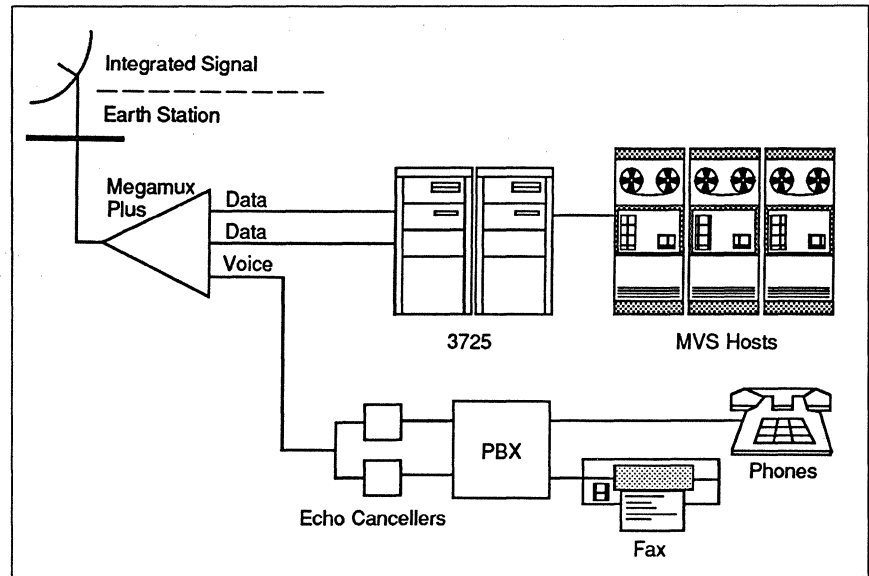 Integrated Signal
Earth Station
Megamux
Plus
Data
Data
Voice
3725
MVS Hosts
PBX
Echo Cancellers
Phones
Fax